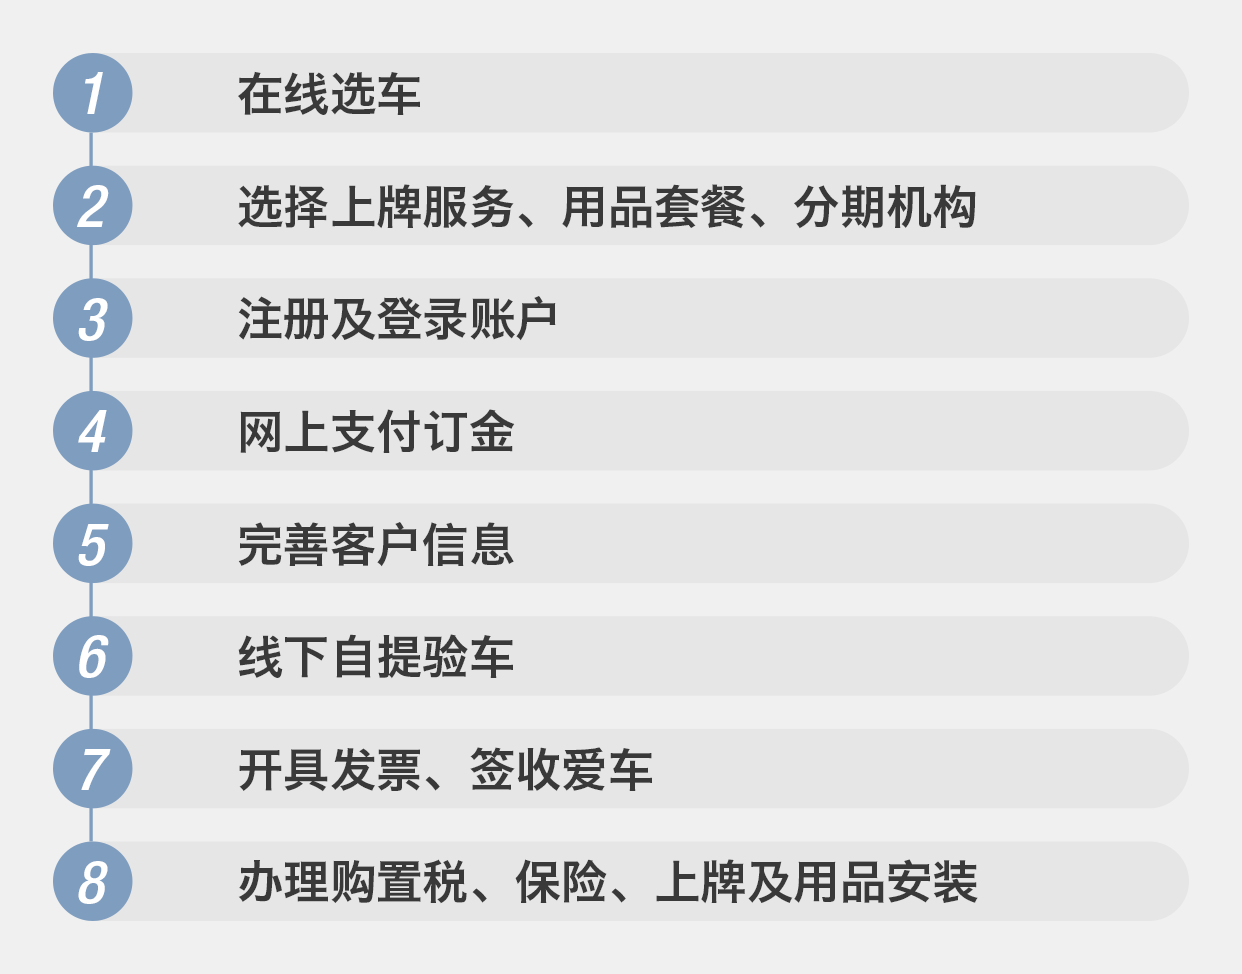 1 在线选车
2 选择上牌服务、用品套餐、分期机构
3 注册及登录账户
4 网上支付订金
5 完善客户信息
6 线下自提验车
7 开具发票、签收爱车
8 办理购置税、保险、上牌及用品安装